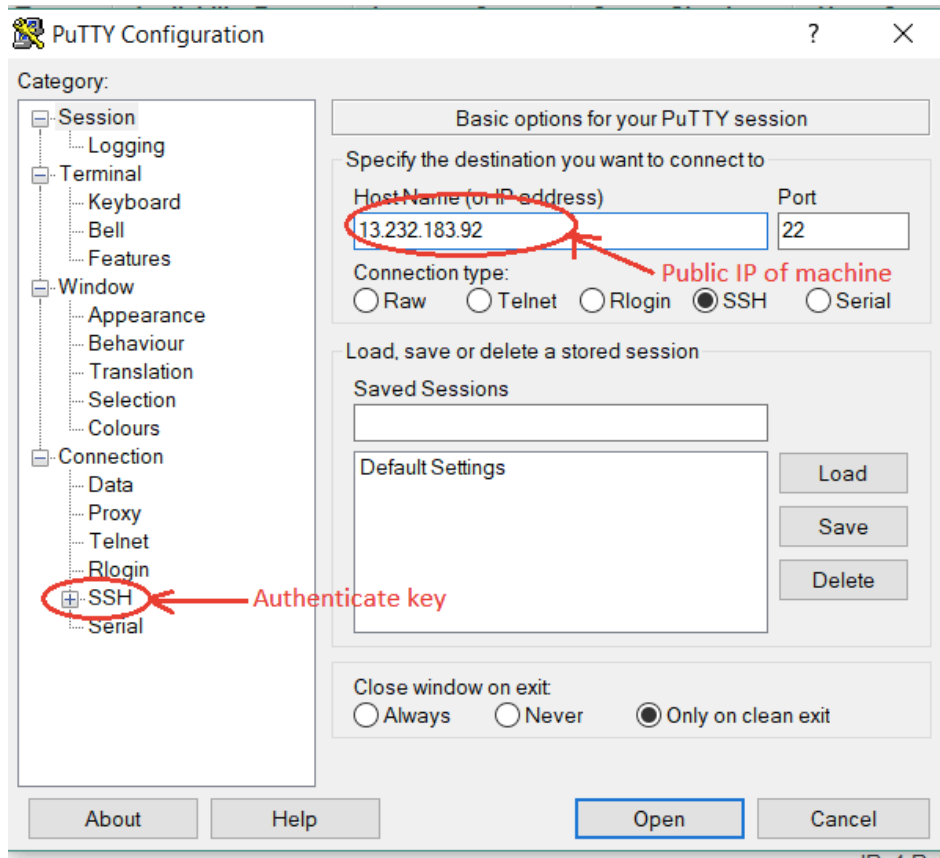 PuTTY Configuration
?
Category:
Session
Logging
Terminal
Keyboard
Bell
Features
Window
Appearance
Behaviour
Translation
Selection
Colours
Connection
Data
Proxy
Telnet
Rlogin
SSH
Serial
Authenticate key
Basic options for your PuTTY session
Specify the destination you want to connect to
Host Name (or IP address) Port
13.232.183.92 22
Public IP of machine
Connection type:
Raw Telnet Rlogin SSH Serial
Load, save or delete a stored session
Saved Sessions
Default Settings
Load
Save
Delete
Close window on exit:
Always Never Only on clean exit
About Help Open Cancel